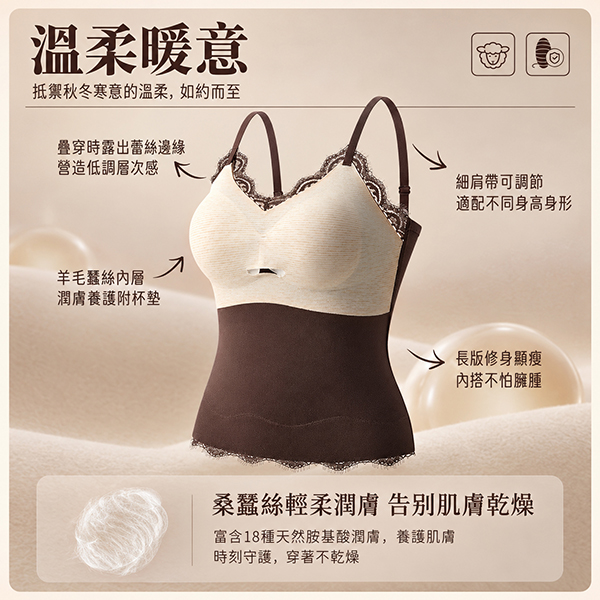 溫柔暖意
抵禦秋冬寒意的溫柔, 如約而至
疊穿時露出蕾絲邊緣
營造低調層次感
細肩帶可調節
適配不同身高身形
羊毛蠶絲內層
潤膚養護附杯墊
長版修身顯瘦
內搭不怕臃腫
桑蠶絲輕柔潤膚 告別肌膚乾燥
富含18種天然胺基酸潤膚，養護肌膚
時刻守護，穿著不乾燥